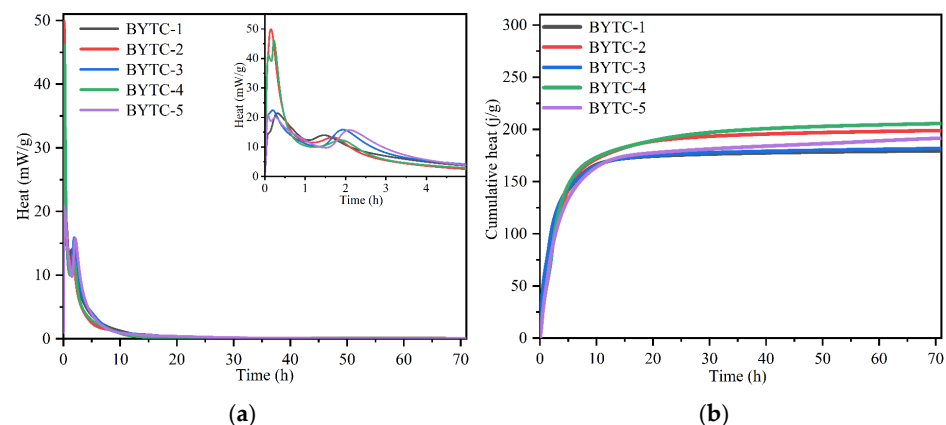 BYTC-1
BYTC-2
BYTC-3
BYTC-4
BYTC-5
Heat (mW/g)
50
40
30
20
10
0
0 10 20 30 40 50 60 70
Time (h)
Heat (mW/g)
50
40
30
20
10
0
0 1 2 3 4
Time (h)
(a)
BYTC-1
BYTC-2
BYTC-3
BYTC-4
BYTC-5
Cumulative heat (j/g)
300
250
200
150
100
50
0
0 10 20 30 40 50 60 70
Time (h)
(b)